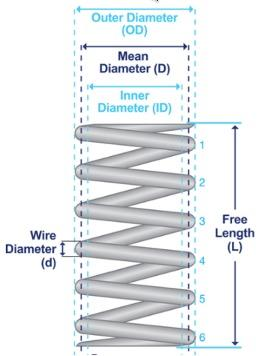 Outer Diameter
(OD)
Mean
Diameter (D)
Inner
Diameter (ID)
1
2
3
Free
Length
(L)
Wire
Diameter
(d)
4
5
6